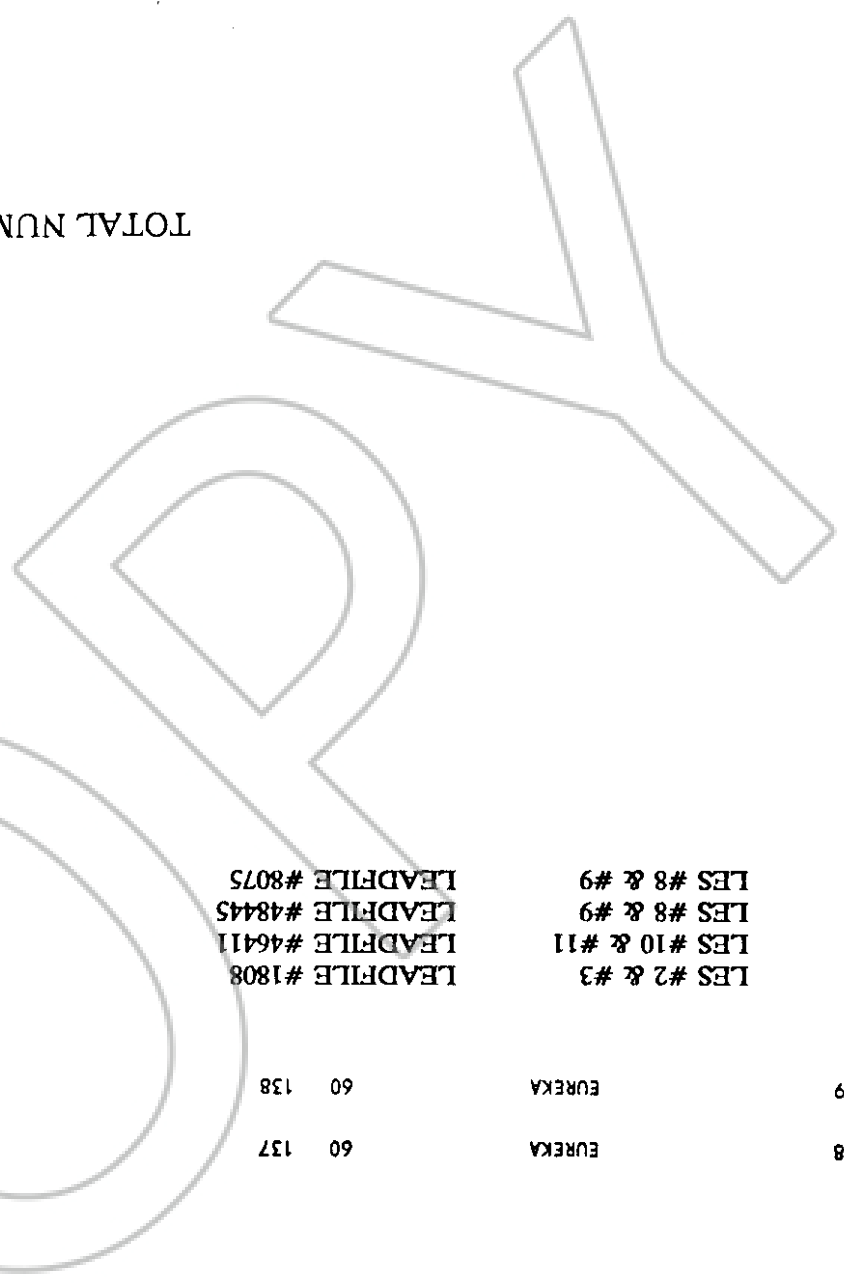 8 EUREKA 60 137
9 EUREKA 60 138
LES #2 & #3 LEADFILE #1808
LES #10 & #11 LEADFILE #46411
LES #8 & #9 LEADFILE #48445
LES #8 & #9 LEADFILE #8075
TOTAL
OPY